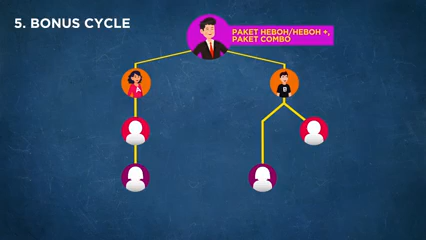 5. BONUS CYCLE
PAKET HEBOH/HEBOH +,
PAKET COMBO